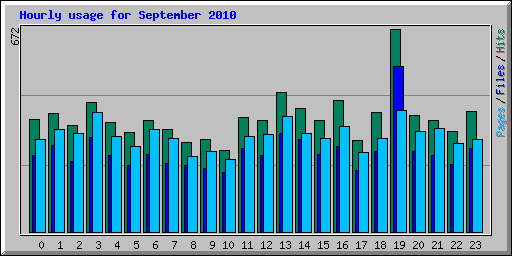 Hourly usage for September 2010
672
Pages / Files / Hits
0 1 2 3 4 5 6 7 8 9 10 11 12 13 14 15 16 17 18 19 20 21 22 23